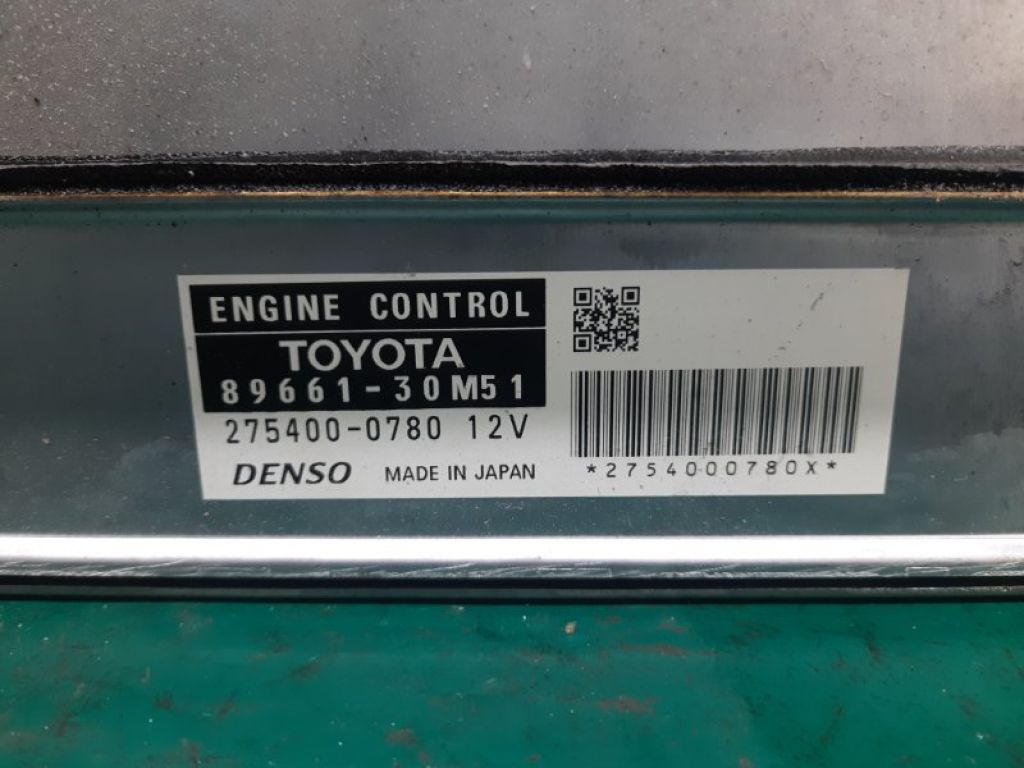 ENGINE CONTROL
TOYOTA
89661-30M51
275400-0780 12V
DENSO MADE IN JAPAN
*2754000780X*